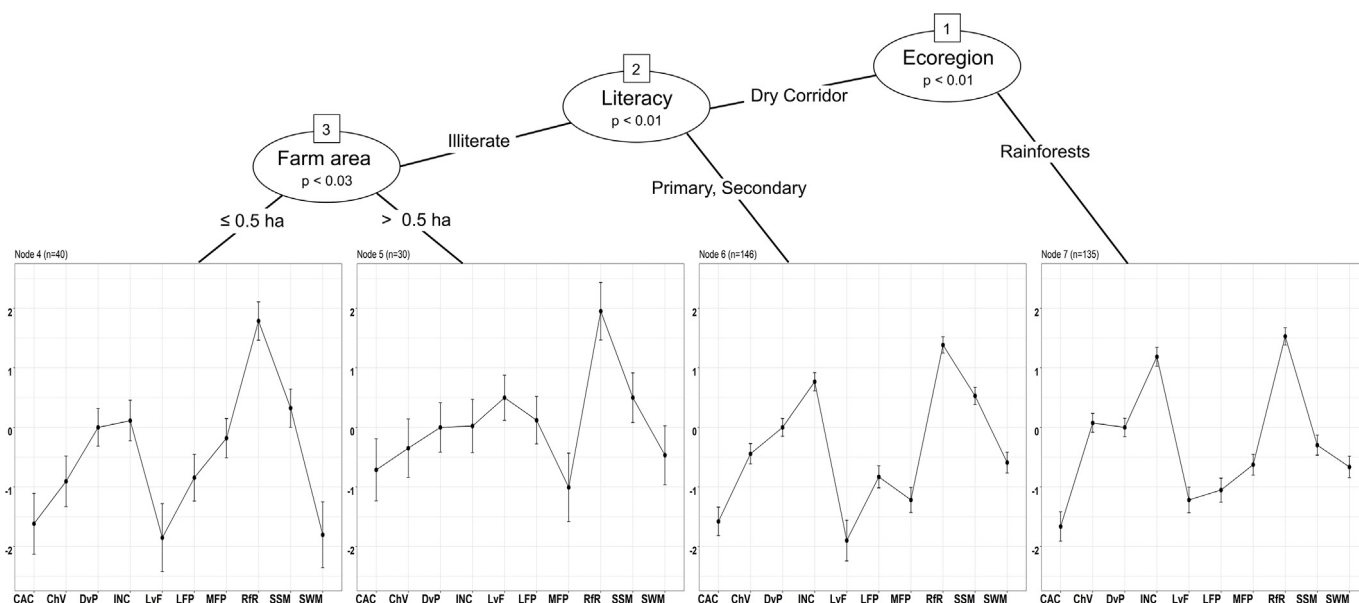 1
Ecoregion
p < 0.01
2
Literacy
p < 0.01
Dry Corridor
3
Farm area
p < 0.03
Illiterate
Rainforests
Primary, Secondary
≤ 0.5 ha
> 0.5 ha
Node 4 (n=40)
2
1
0
-1
-2
CAC ChV DvP INC LvF LFP MFP RfR SSM SWM
Node 5 (n=30)
2
1
0
-1
-2
CAC ChV DvP INC LvF LFP MFP RfR SSM SWM
Node 6 (n=146)
2
1
0
-1
-2
CAC ChV DvP INC LvF LFP MFP RfR SSM SWM
Node 7 (n=135)
2
1
0
-1
-2
CAC ChV DvP INC LvF LFP MFP RfR SSM SWM